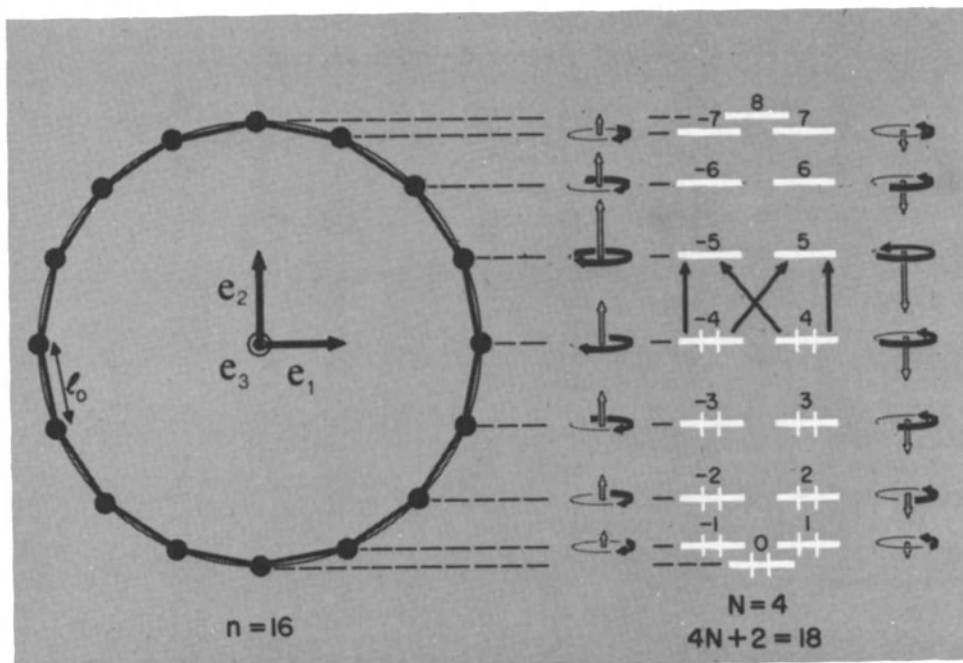 8
-7 7
-6 6
-5 5
e₂
-4 4
e₃ e₁
ℓ₀
-3 3
-2 2
-1 0 1
n = 16
N = 4
4N + 2 = 18